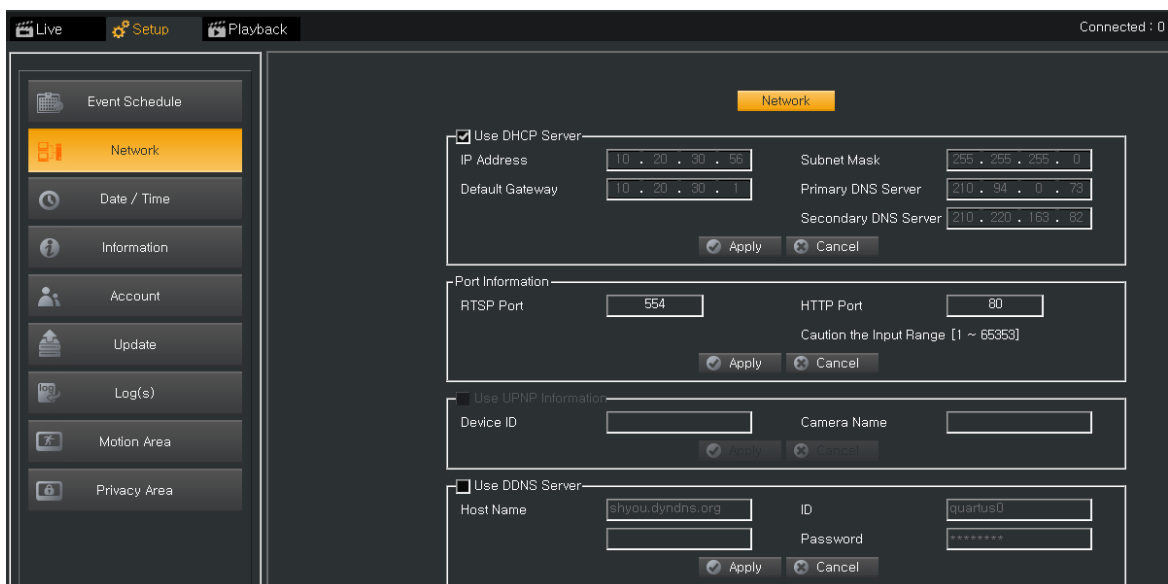 Live Setup Playback Connected : 0
Event Schedule
Network
Date / Time
Information
Account
Update
Log(s)
Motion Area
Privacy Area
Network
Use DHCP Server
IP Address 10 . 20 . 30 . 56 Subnet Mask 255 . 255 . 255 . 0
Default Gateway 10 . 20 . 30 . 1 Primary DNS Server 210 . 94 . 0 . 73
Secondary DNS Server 210 . 220 . 163 . 82
Apply Cancel
Port Information
RTSP Port 554 HTTP Port 80
Caution the Input Range [1 ~ 65353]
Apply Cancel
Use UPNP Information
Device ID Camera Name
Apply Cancel
Use DDNS Server
Host Name shyou.dyndns.org ID quartus0
Password ********
Apply Cancel